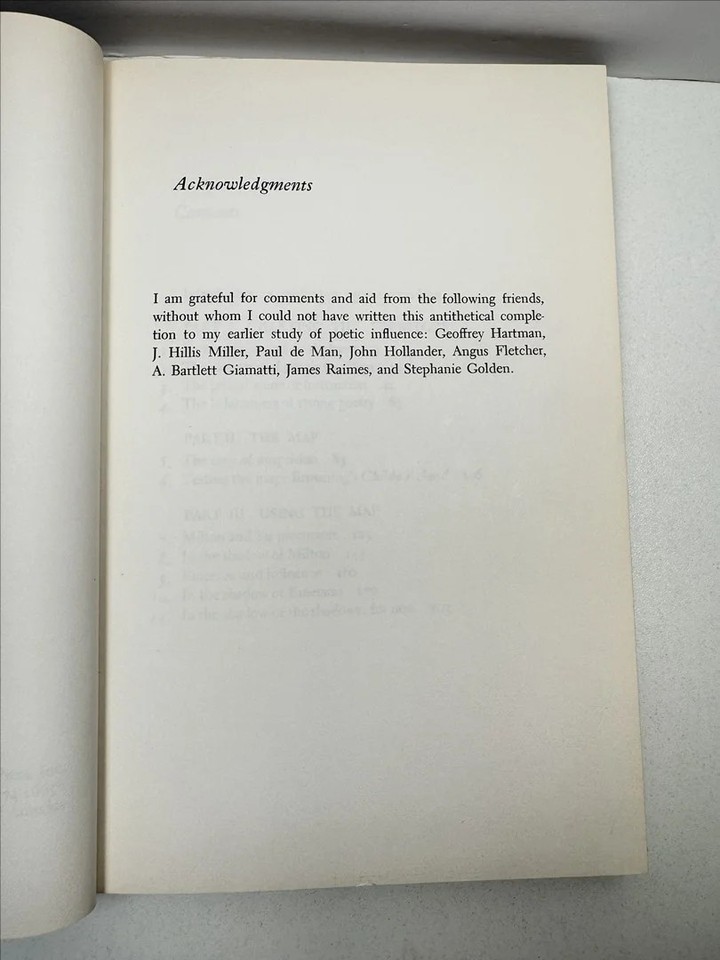 Acknowledgments
I am grateful for comments and aid from the following friends,
without whom I could not have written this antithetical comple-
tion to my earlier study of poetic influence: Geoffrey Hartman,
J. Hillis Miller, Paul de Man, John Hollander, Angus Fletcher,
A. Bartlett Giamatti, James Raimes, and Stephanie Golden.